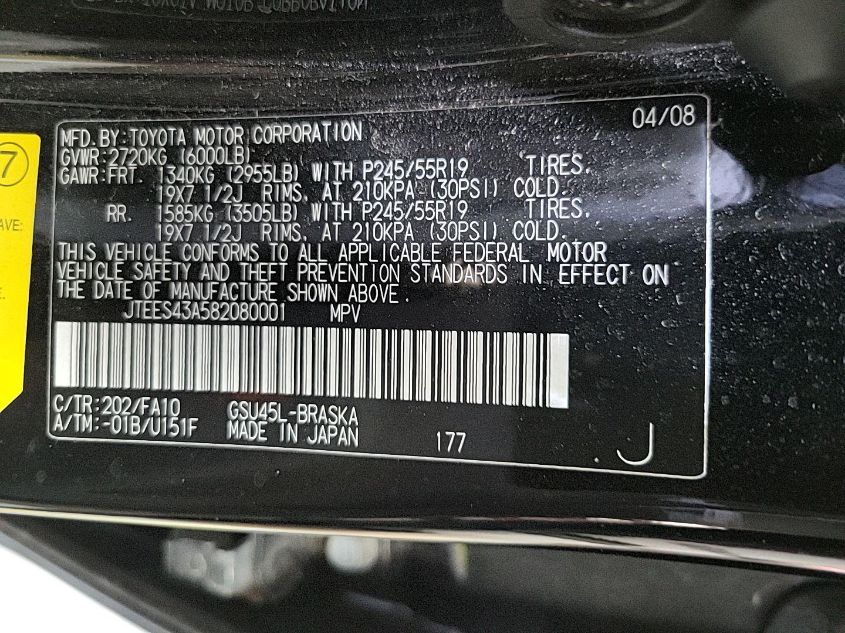 04/08
MFD.BY:TOYOTA MOTOR CORPORATION
GVWR:2720KG (6000LB)
GAWR:FRT. 1340KG (2955LB) WITH P245/55R19 TIRES,
19X7 1/2J RIMS, AT 210KPA (30PSI) COLD.
RR. 1585KG (3505LB) WITH P245/55R19 TIRES,
19X7 1/2J RIMS, AT 210KPA (30PSI) COLD.
THIS VEHICLE CONFORMS TO ALL APPLICABLE FEDERAL MOTOR
VEHICLE SAFETY AND THEFT PREVENTION STANDARDS IN EFFECT ON
THE DATE OF MANUFACTURE SHOWN ABOVE.
JTEES43A582080001 MPV
C/TR:202/FA10 GSU45L-BRASKA
A/TM:-01B/U151F MADE IN JAPAN
177
J
7
AVE: